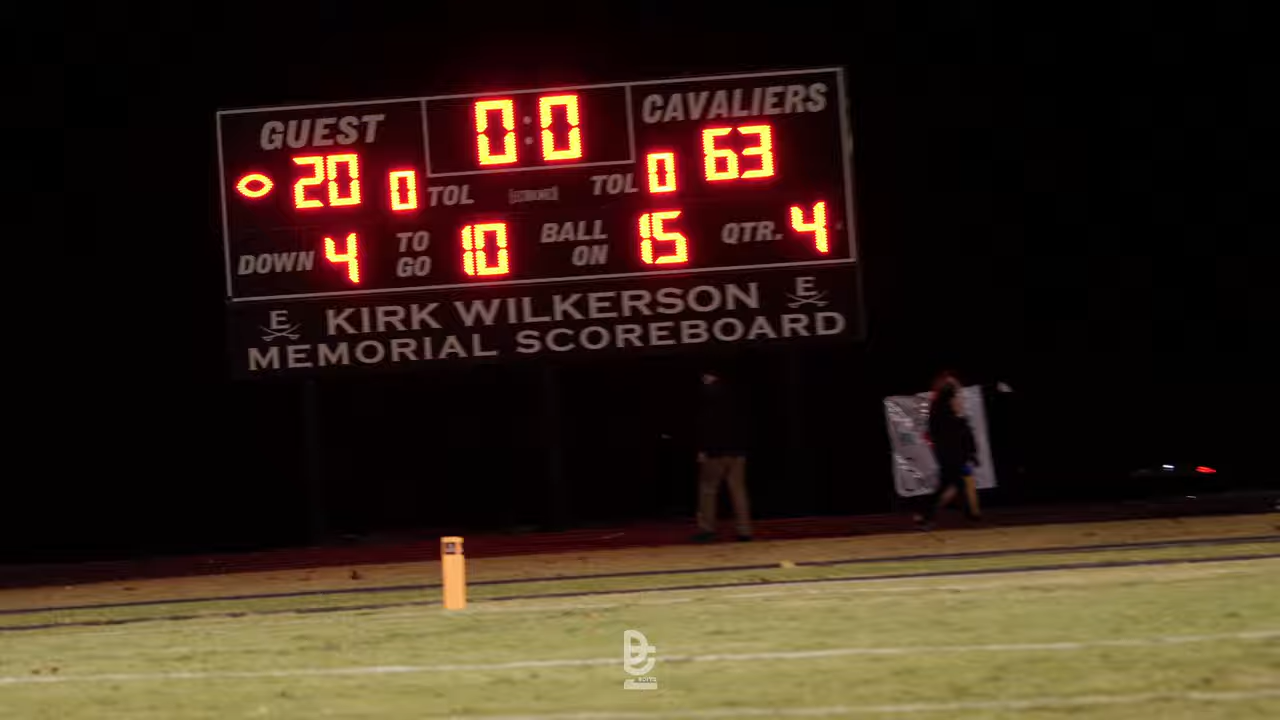 GUEST 0:0 CAVALIERS
20 0 TOL TOL 0 63
DOWN 4 TO GO 10 BALL ON 15 QTR. 4
E KIRK WILKERSON E
MEMORIAL SCOREBOARD